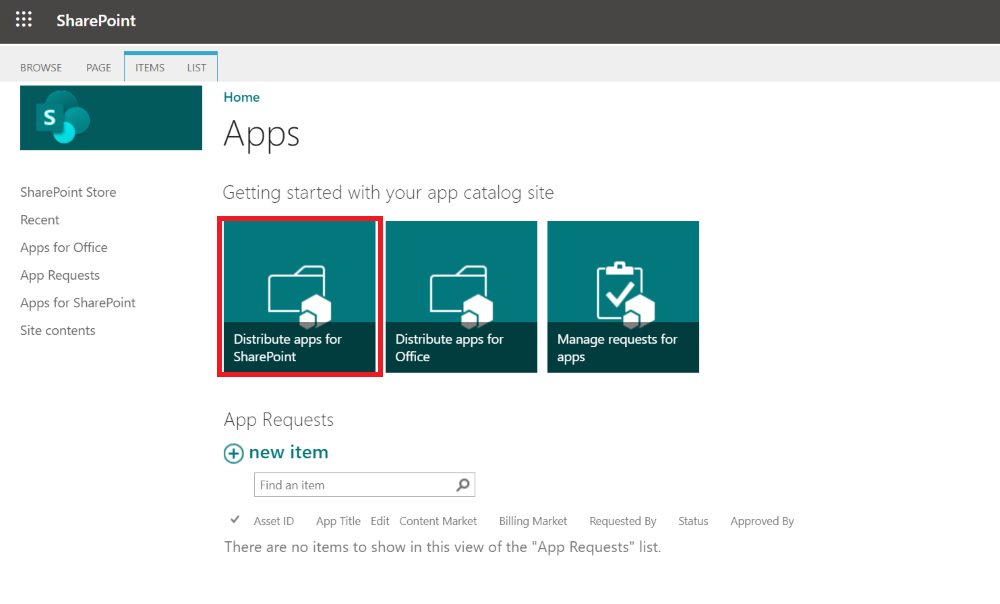 SharePoint
BROWSE PAGE ITEMS LIST
S
Home
Apps
SharePoint Store
Recent
Apps for Office
App Requests
Apps for SharePoint
Site contents
Getting started with your app catalog site
Distribute apps for
SharePoint
Distribute apps for
Office
Manage requests for
apps
App Requests
new item
Find an item
Asset ID App Title Edit Content Market Billing Market Requested By Status Approved By
There are no items to show in this view of the "App Requests" list.